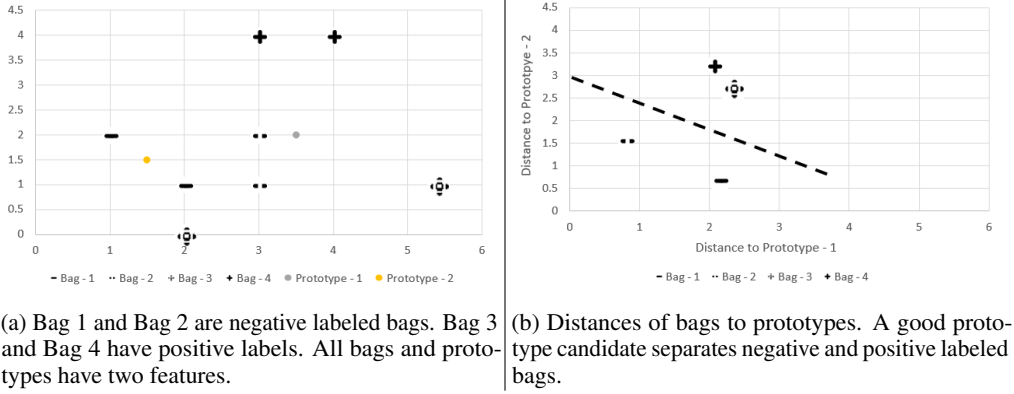 4.5
4
3.5
3
2.5
2
1.5
1
0.5
0
0 1 2 3 4 5 6
Bag - 1 Bag - 2 Bag - 3 Bag - 4 Prototype - 1 Prototype - 2
(a) Bag 1 and Bag 2 are negative labeled bags. Bag 3
and Bag 4 have positive labels. All bags and proto-
types have two features.
Distance to Prototpye - 2
4.5
4
3.5
3
2.5
2
1.5
1
0.5
0
0 1 2 3 4 5 6
Distance to Prototype - 1
Bag - 1 Bag - 2 Bag - 3 Bag - 4
(b) Distances of bags to prototypes. A good proto-
type candidate separates negative and positive labeled
bags.